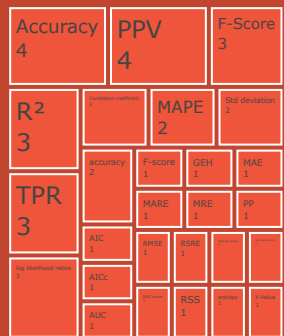 Accuracy
4
PPV
4
F-Score
3
R²
3
Correlation coefficient
2
MAPE
2
Std deviation
2
TPR
3
accuracy
2
F-score
1
GEH
1
MAE
1
MARE
1
MRE
1
PP
1
log likelihood ratios
3
AIC
1
RMSE
1
RSRE
1
AICc
1
AUC
1
RSS
1
entropy
1
k-Value
1